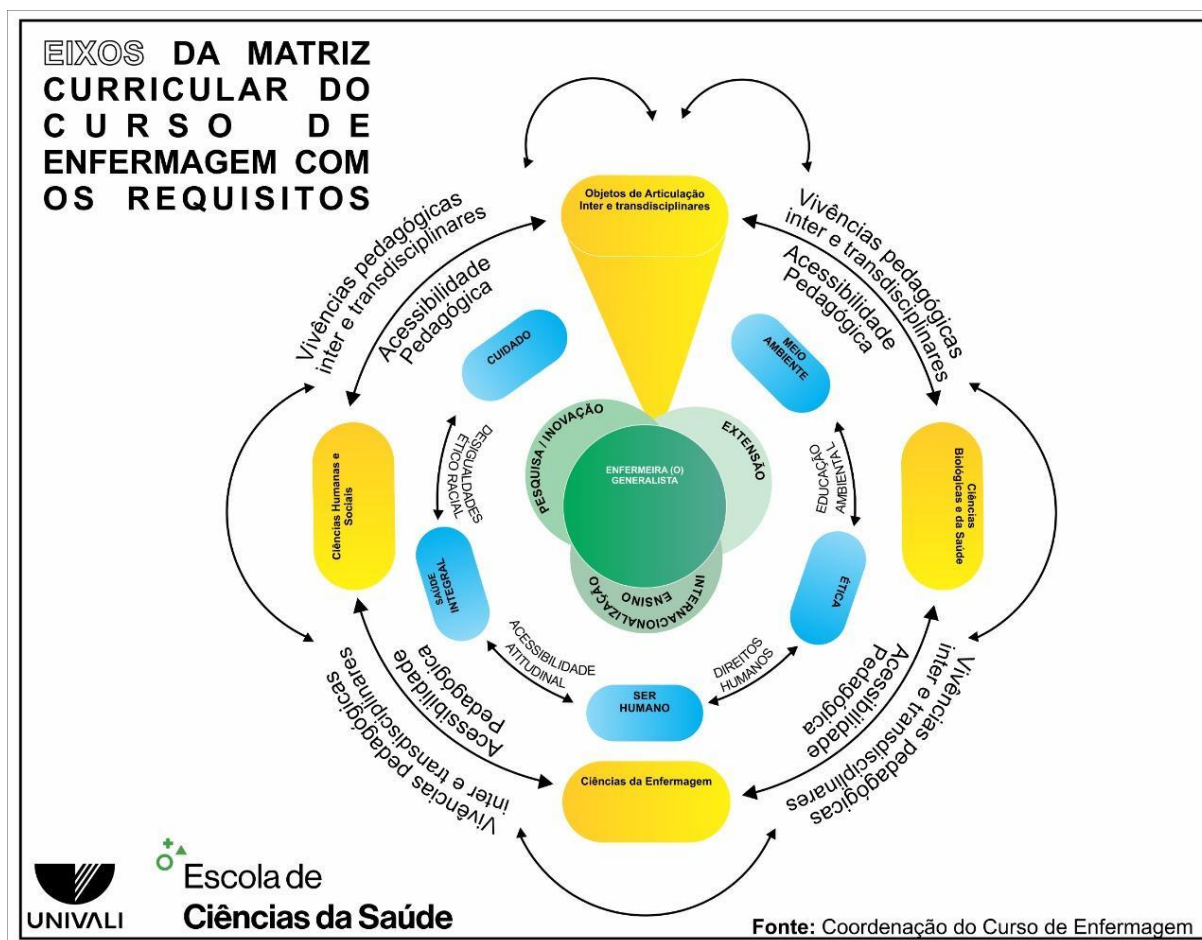 EIXOS DA MATRIZ
CURRICULAR DO
CURSO DE
ENFERMAGEM COM
OS REQUISITOS
Objetos de Articulação
Inter e transdisciplinares
Vivências pedagógicas
inter e transdisciplinares
Acessibilidade
Pedagógica
Vivências pedagógicas
inter e transdisciplinares
Acessibilidade
Pedagógica
CUIDADO
MEIO
AMBIENTE
PESQUISA / INOVAÇÃO
EXTENSÃO
ENFERMEIRA (O)
GENERALISTA
ENSINO
INTERNACIONALIZAÇÃO
DESIGUALDADES
ÉTICO RACIAL
EDUCAÇÃO
AMBIENTAL
Ciências Humanas e
Sociais
Ciências
Biológicas e da Saúde
SAÚDE
INTEGRAL
ÉTICA
ACESSIBILIDADE
ATITUDINAL
DIREITOS
HUMANOS
SER
HUMANO
Acessibilidade
Pedagógica
Vivências pedagógicas
inter e transdisciplinares
Acessibilidade
Pedagógica
Vivências pedagógicas
inter e transdisciplinares
Ciências da Enfermagem
UNIVALI
Escola de
Ciências da Saúde
Fonte: Coordenação do Curso de Enfermagem